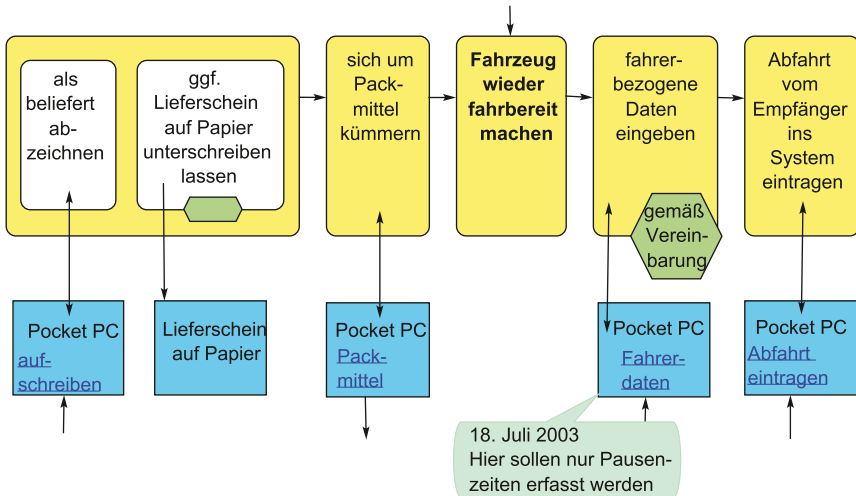 als
beliefert
ab-
zeichnen
ggf.
Lieferschein
auf Papier
unterschreiben
lassen
sich um
Pack-
mittel
kümmern
Fahrzeug
wieder
fahrbereit
machen
fahrer-
bezogene
Daten
eingeben
gemäß
Verein-
barung
Abfahrt
vom
Empfänger
ins
System
eintragen
Pocket PC
auf-
schreiben
Lieferschein
auf Papier
Pocket PC
Pack-
mittel
Pocket PC
Fahrer-
daten
Pocket PC
Abfahrt
eintragen
18. Juli 2003
Hier sollen nur Pausen-
zeiten erfasst werden